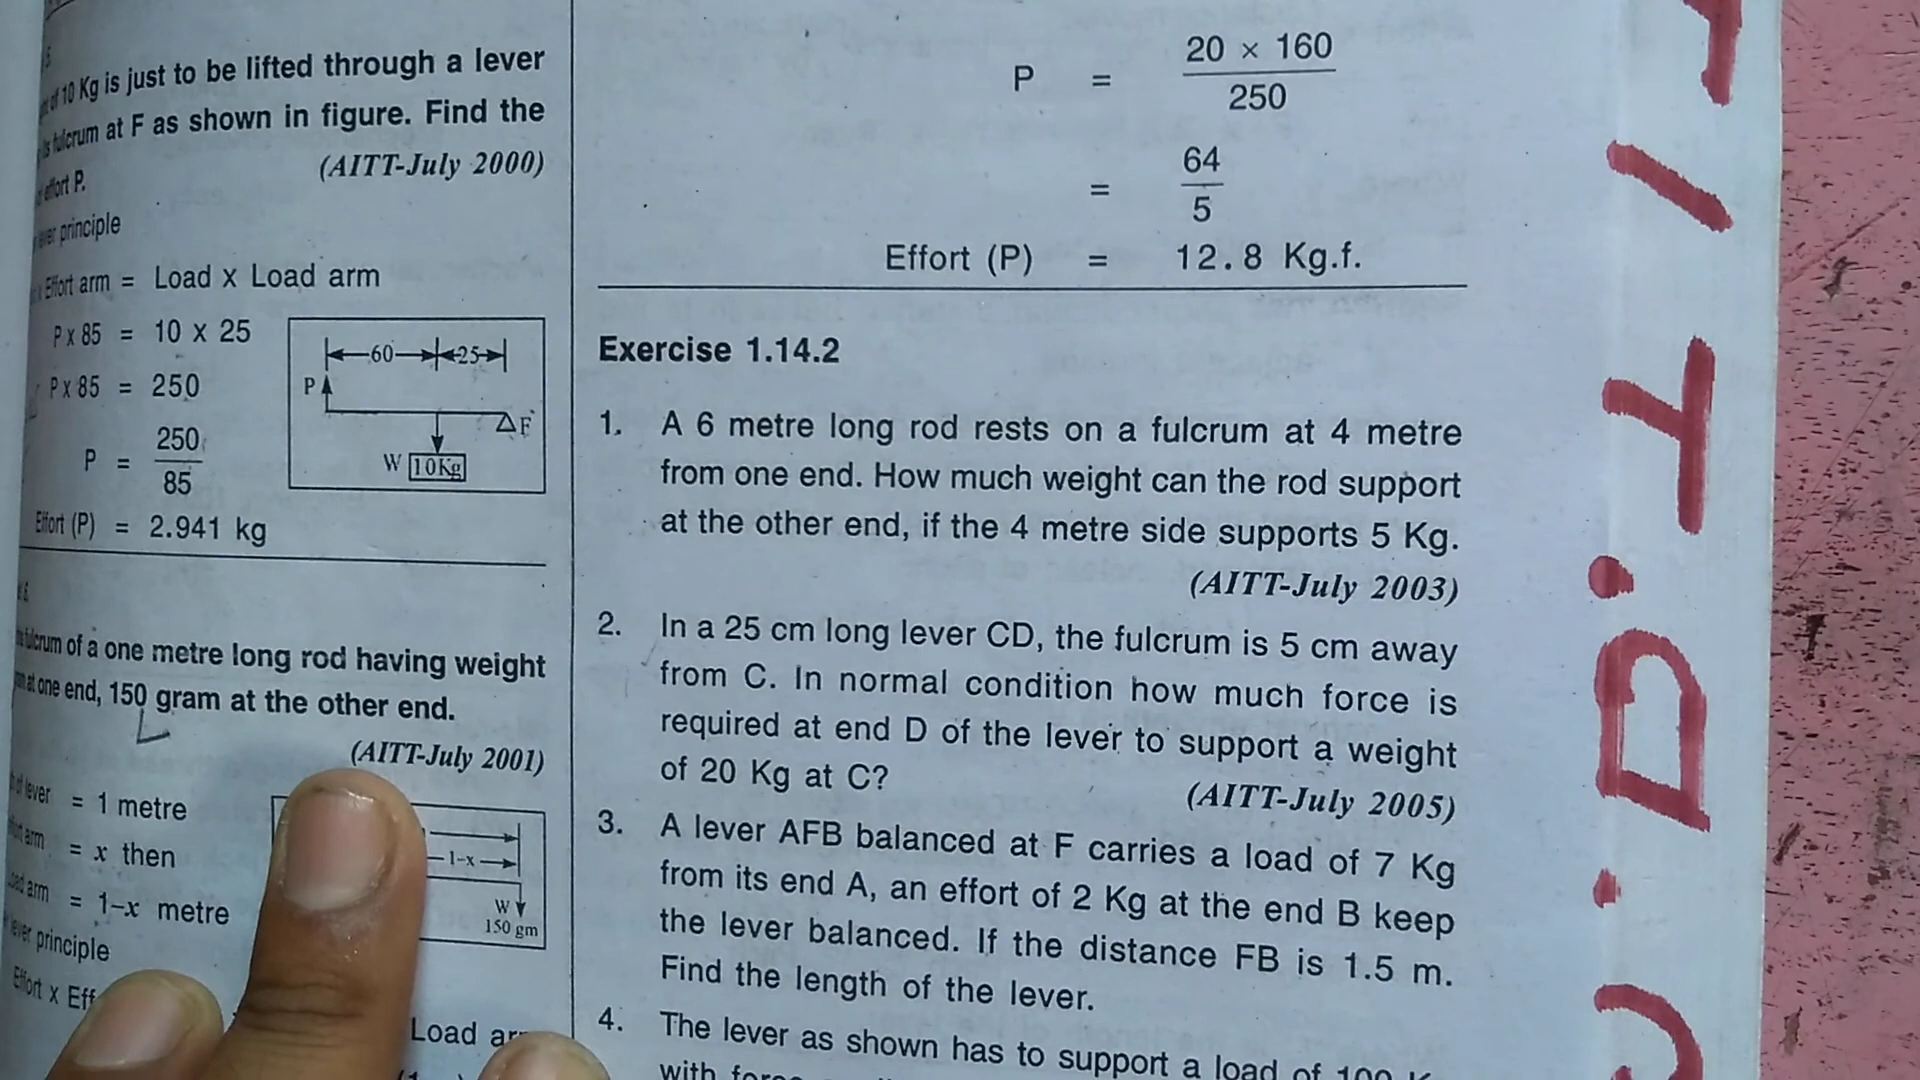 of 10 Kg is just to be lifted through a lever
its fulcrum at F as shown in figure. Find the
effort P.
(AITT-July 2000)
lever principle
Effort arm = Load x Load arm
P x 85 = 10 x 25
P x 85 = 250
P = 250
85
Effort (P) = 2.941 kg
60 25
P
F
W 10Kg
fulcrum of a one metre long rod having weight
at one end, 150 gram at the other end.
(AITT-July 2001)
lever = 1 metre
arm = x then
arm = 1–x metre
lever principle
Effort x Eff
Load ar
1-x
W
150 gm
P = 20 × 160
250
= 64
5
Effort (P) = 12.8 Kg.f.
Exercise 1.14.2
1. A 6 metre long rod rests on a fulcrum at 4 metre
from one end. How much weight can the rod support
at the other end, if the 4 metre side supports 5 Kg.
(AITT-July 2003)
2. In a 25 cm long lever CD, the fulcrum is 5 cm away
from C. In normal condition how much force is
required at end D of the lever to support a weight
of 20 Kg at C?
(AITT-July 2005)
3. A lever AFB balanced at F carries a load of 7 Kg
from its end A, an effort of 2 Kg at the end B keep
the lever balanced. If the distance FB is 1.5 m.
Find the length of the lever.
4. The lever as shown has to support a load of 100
with